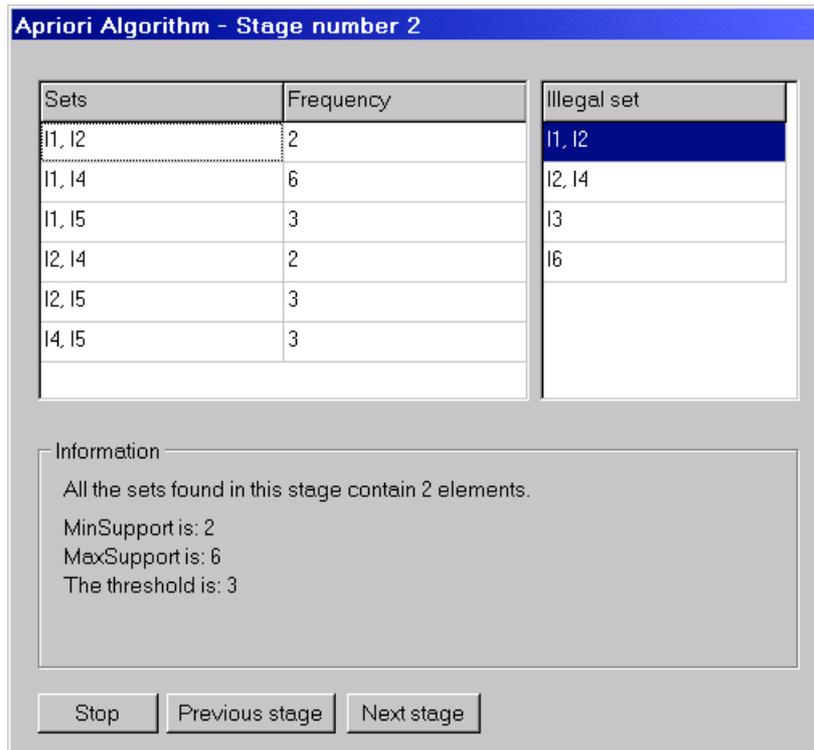 Apriori Algorithm - Stage number 2
Sets Frequency Illegal set
I1, I2 2 I1, I2
I1, I4 6 I2, I4
I1, I5 3 I3
I2, I4 2 I6
I2, I5 3
I4, I5 3
Information
All the sets found in this stage contain 2 elements.
MinSupport is: 2
MaxSupport is: 6
The threshold is: 3
Stop Previous stage Next stage